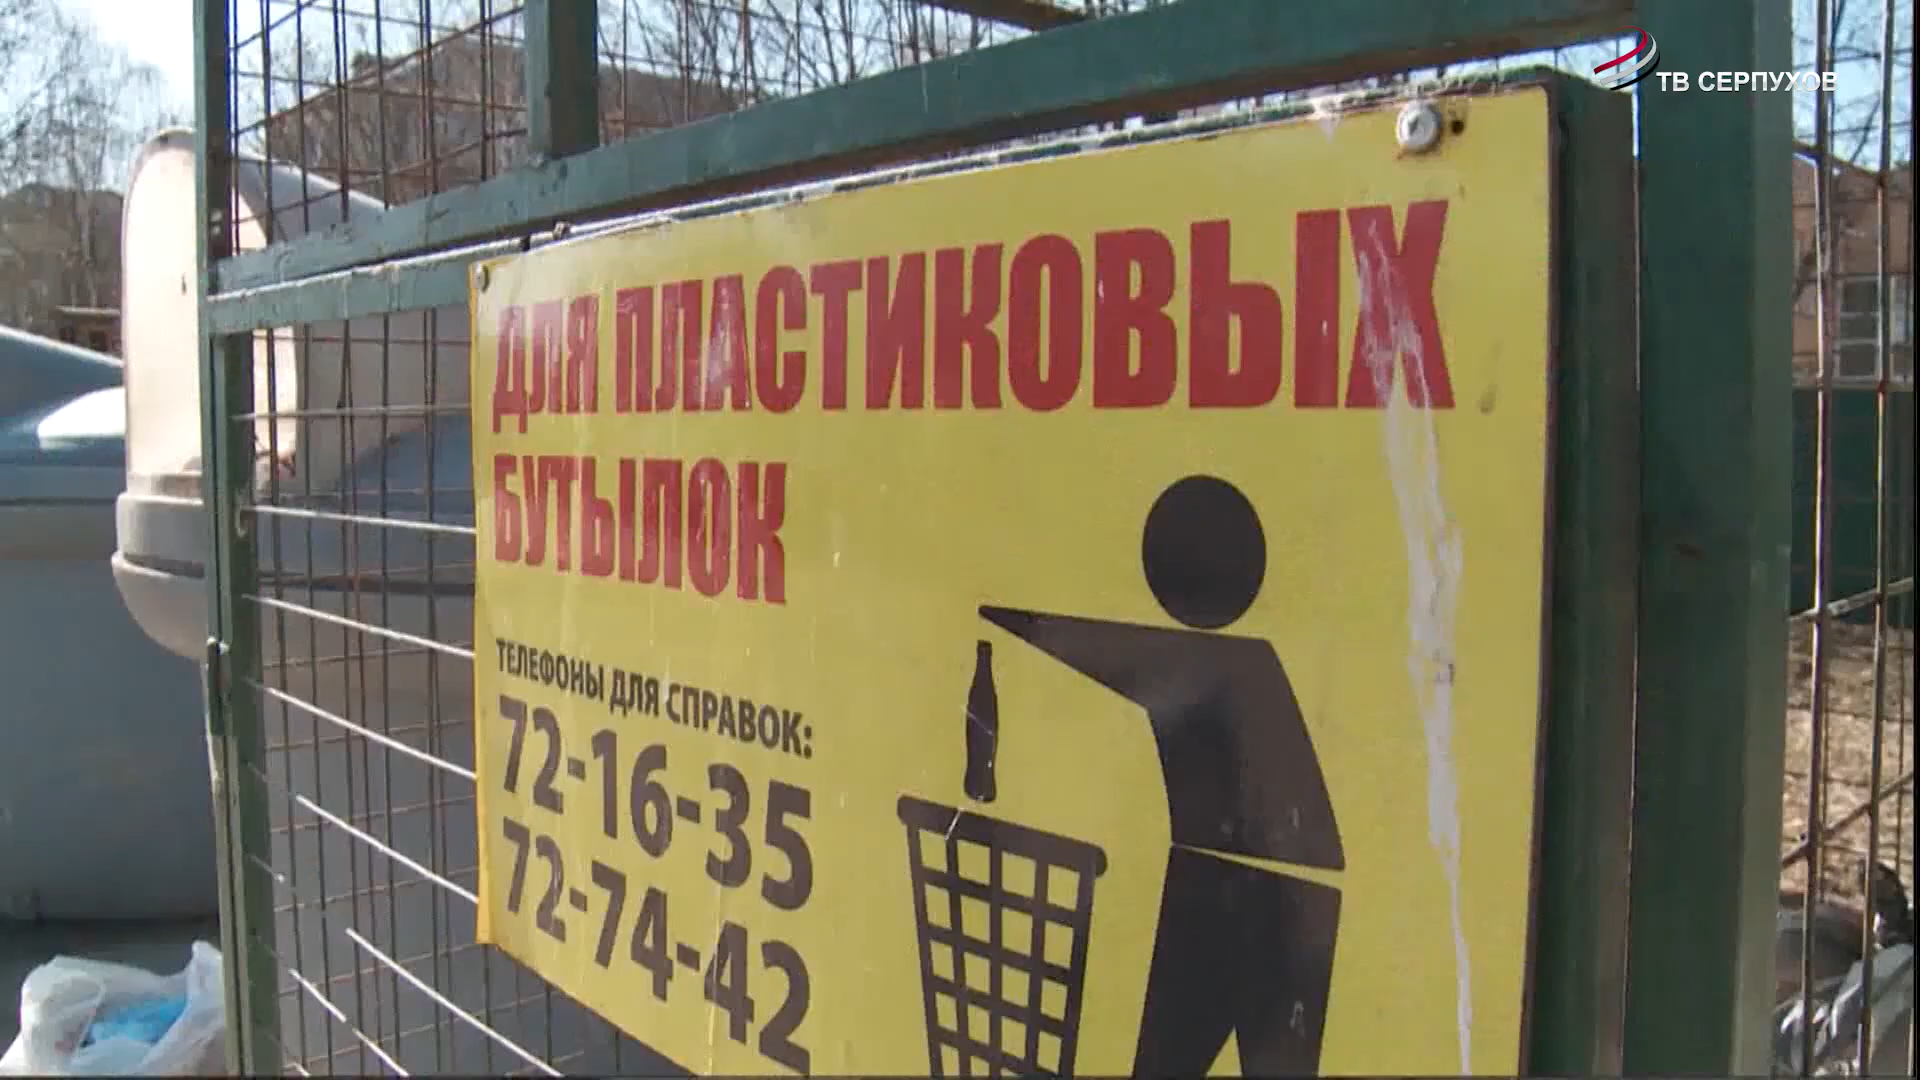 ТВ СЕРПУХОВ
ДЛЯ ПЛАСТИКОВЫХ
БУТЫЛОК
ТЕЛЕФОНЫ ДЛЯ СПРАВОК:
72-16-35
72-74-42